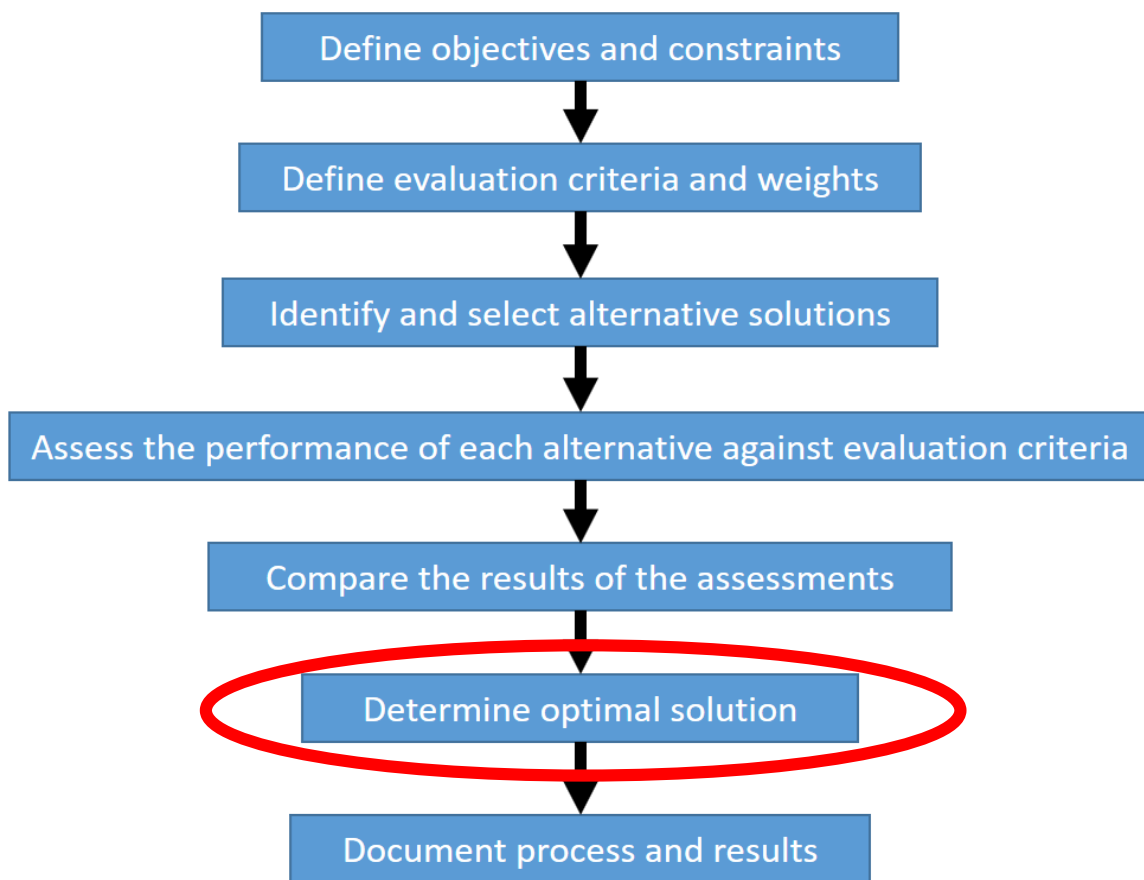 Define objectives and constraints
Define evaluation criteria and weights
Identify and select alternative solutions
Assess the performance of each alternative against evaluation criteria
Compare the results of the assessments
Determine optimal solution
Document process and results